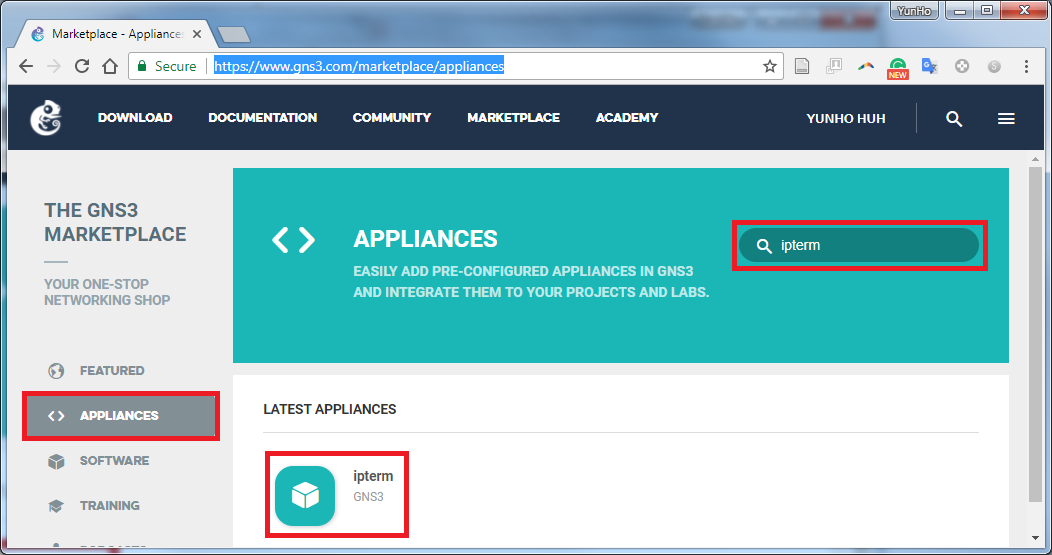 YunHo
Marketplace - Appliances
Secure
https://www.gns3.com/marketplace/appliances
NEW
DOWNLOAD
DOCUMENTATION
COMMUNITY
MARKETPLACE
ACADEMY
YUNHO HUH
THE GNS3
MARKETPLACE
YOUR ONE-STOP
NETWORKING SHOP
FEATURED
APPLIANCES
SOFTWARE
TRAINING
APPLIANCES
EASILY ADD PRE-CONFIGURED APPLIANCES IN GNS3
AND INTEGRATE THEM TO YOUR PROJECTS AND LABS.
ipterm
LATEST APPLIANCES
ipterm
GNS3